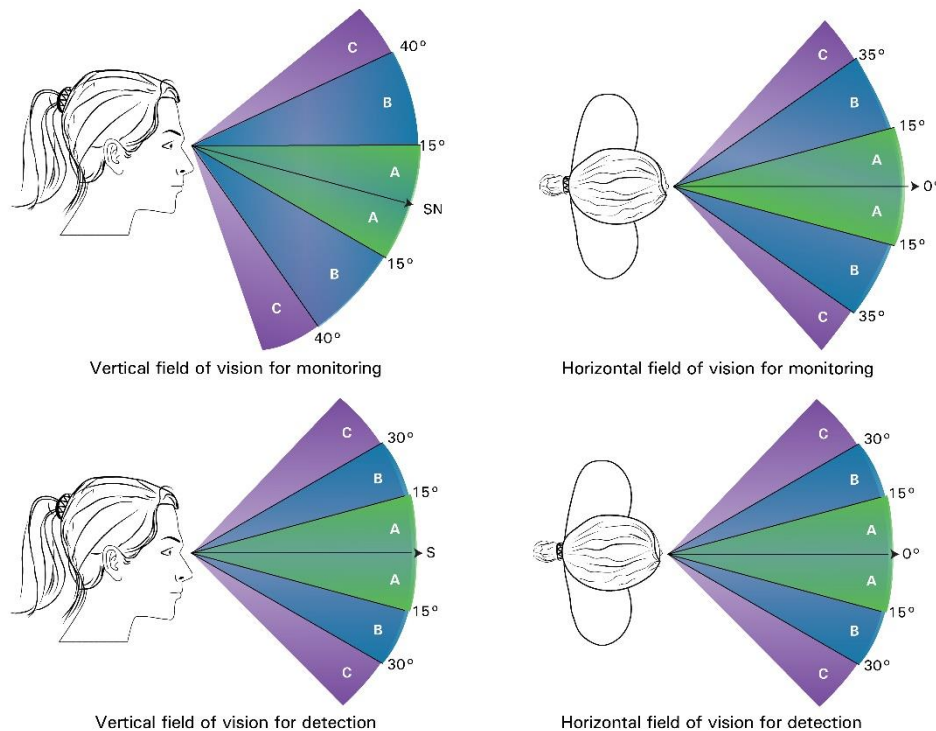 C
40°
B
15°
A
SN
A
15°
B
C
40°
Vertical field of vision for monitoring
C
35°
B
15°
A
0°
A
15°
B
35°
C
Horizontal field of vision for monitoring
C
30°
B
15°
A
S
A
15°
B
30°
C
Vertical field of vision for detection
C
30°
B
15°
A
0°
A
15°
B
30°
C
Horizontal field of vision for detection